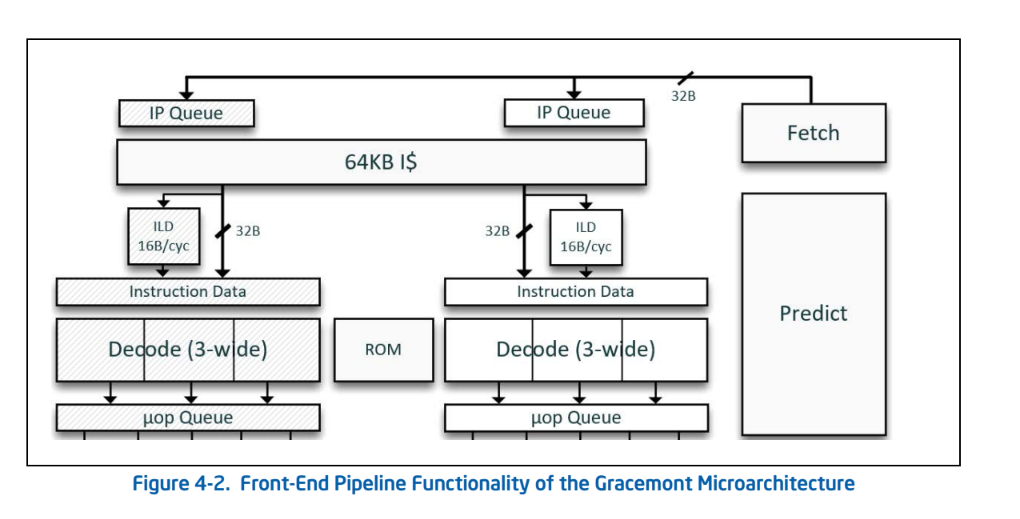 32B
IP Queue
IP Queue
Fetch
64KB I$
ILD
16B/cyc
32B
32B
ILD
16B/cyc
Instruction Data
Instruction Data
Predict
Decode (3-wide)
ROM
Decode (3-wide)
µop Queue
µop Queue
Figure 4-2. Front-End Pipeline Functionality of the Gracemont Microarchitecture